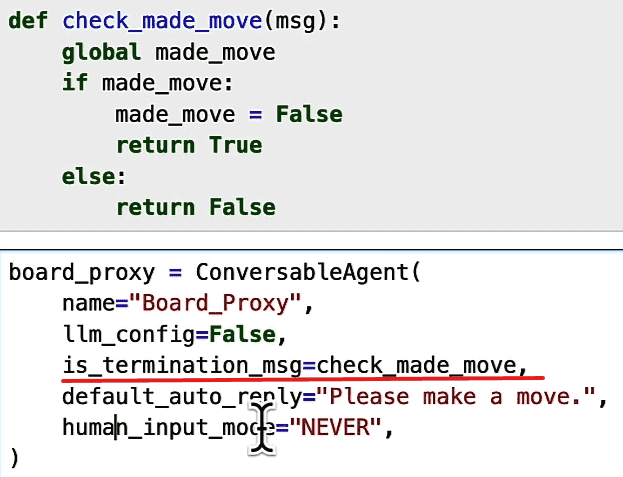 def check_made_move(msg):
    global made_move
    if made_move:
        made_move = False
        return True
    else:
        return False
board_proxy = ConversableAgent(
    name="Board_Proxy",
    llm_config=False,
    is_termination_msg=check_made_move,
    default_auto_reply="Please make a move.",
    human_input_mode="NEVER",
)